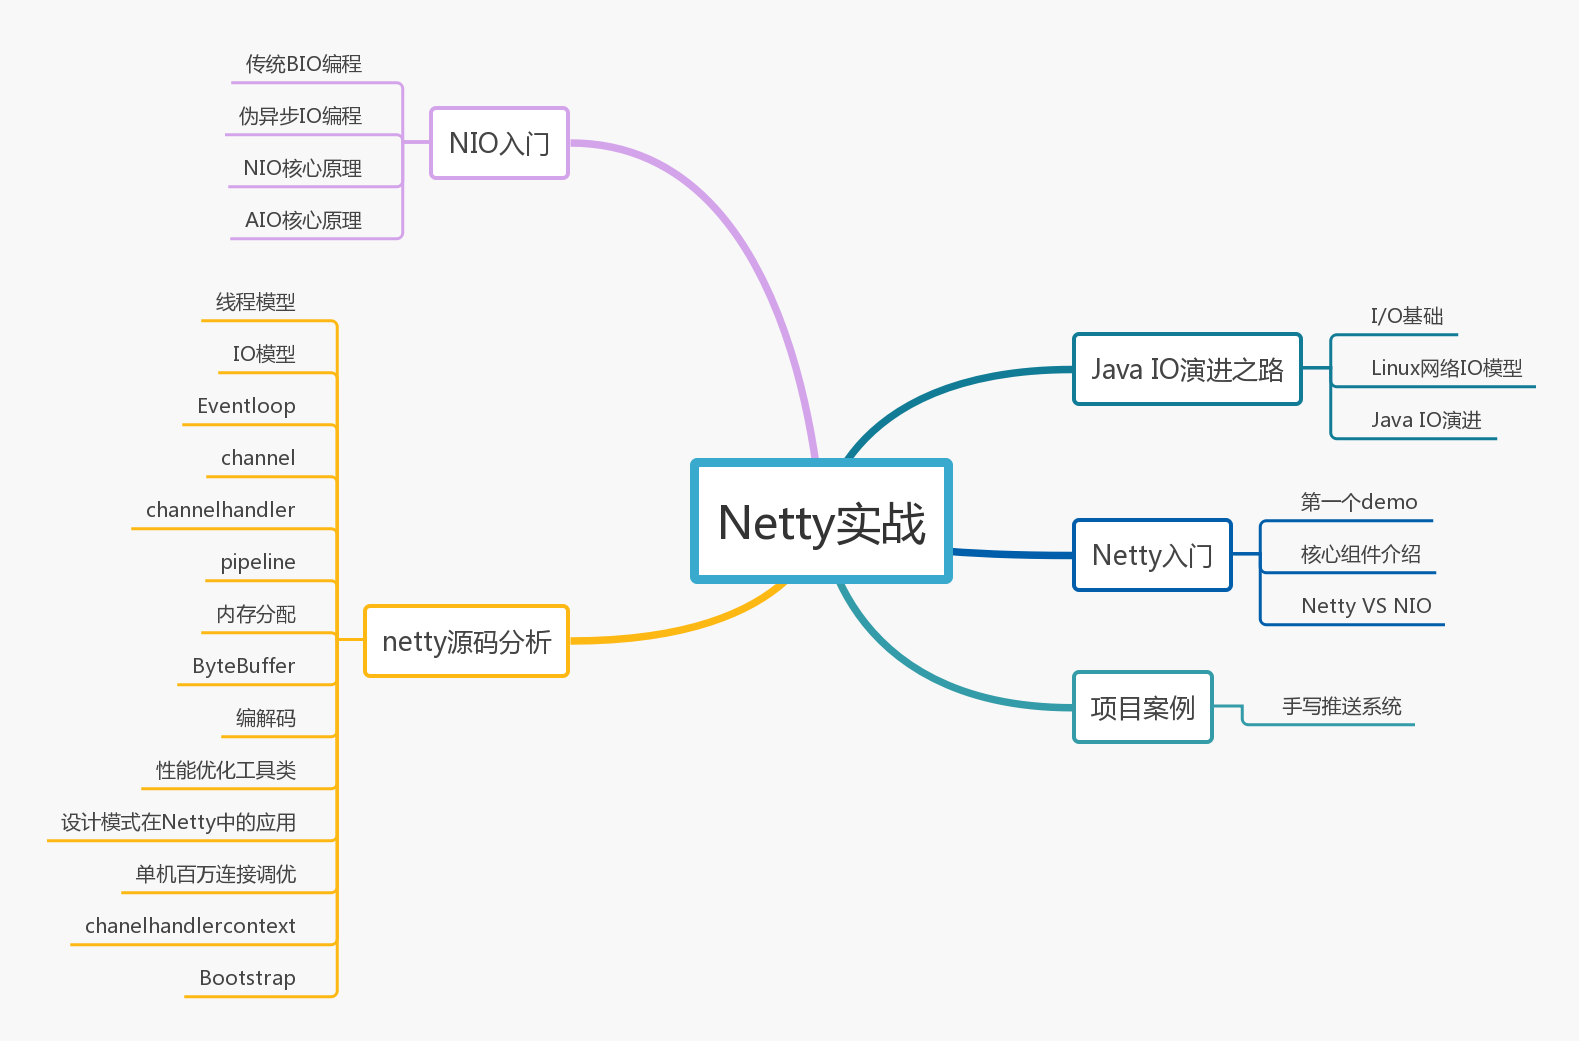 Netty实战
Java IO演进之路
I/O基础
Linux网络IO模型
Java IO演进
Netty入门
第一个demo
核心组件介绍
Netty VS NIO
项目案例
手写推送系统
NIO入门
传统BIO编程
伪异步IO编程
NIO核心原理
AIO核心原理
netty源码分析
线程模型
IO模型
Eventloop
channel
channelhandler
pipeline
内存分配
ByteBuffer
编解码
性能优化工具类
设计模式在Netty中的应用
单机百万连接调优
chanelhandlercontext
Bootstrap